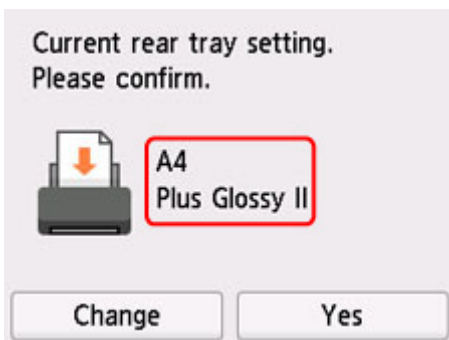 Current rear tray setting.
Please confirm.
A4
Plus Glossy II
Change
Yes